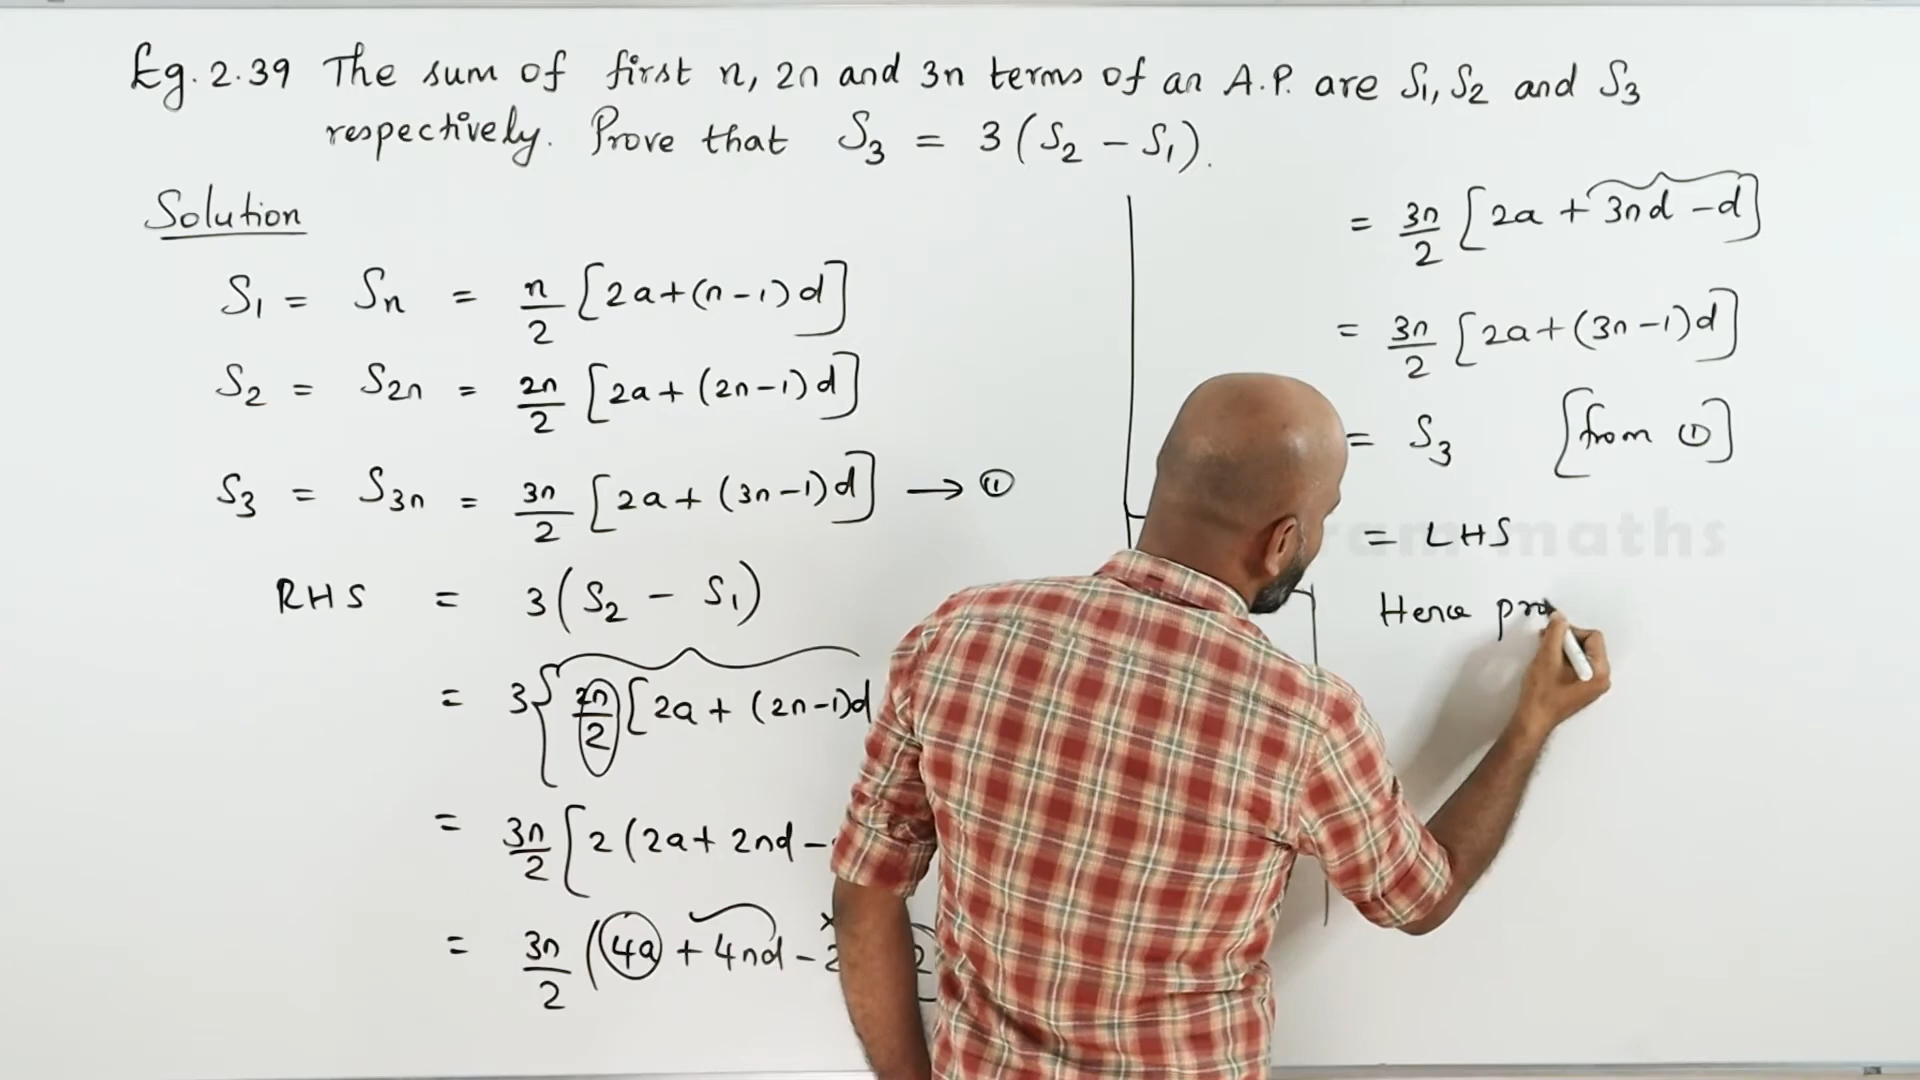 Eg. 2.39 The sum of first n, 2n and 3n terms of an A.P. are S₁, S₂ and S₃
respectively. Prove that S₃ = 3(S₂ - S₁).
Solution
S₁ = Sn = n/2 [2a+(n-1)d]
S₂ = S2n = 2n/2 [2a+(2n-1)d]
S₃ = S3n = 3n/2 [2a+(3n-1)d] → ①
RHS = 3(S₂ - S₁)
= 3{2n/2 [2a+(2n-1)d
= 3n/2 [2(2a+2nd-
= 3n/2 (4a+4nd-2
= 3n/2 [2a+3nd-d]
= 3n/2 [2a+(3n-1)d]
= S₃ [from ①]
= LHS
Hence pro
maths